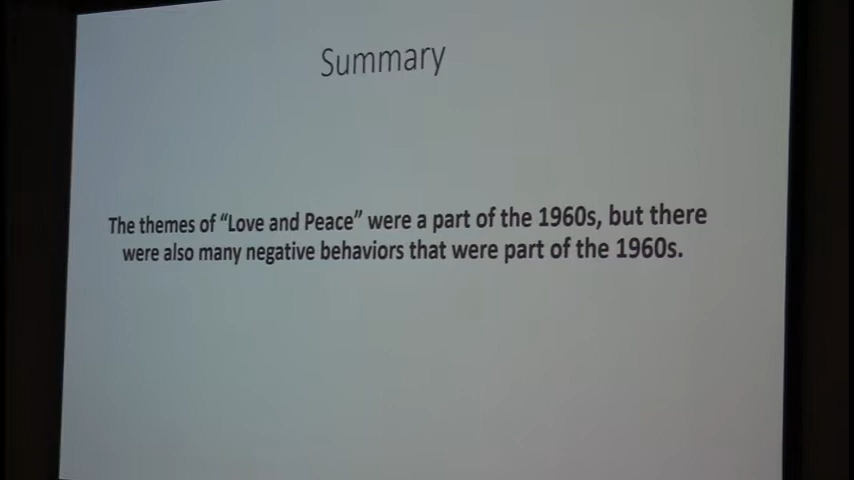 Summary
The themes of “Love and Peace” were a part of the 1960s, but there
were also many negative behaviors that were part of the 1960s.